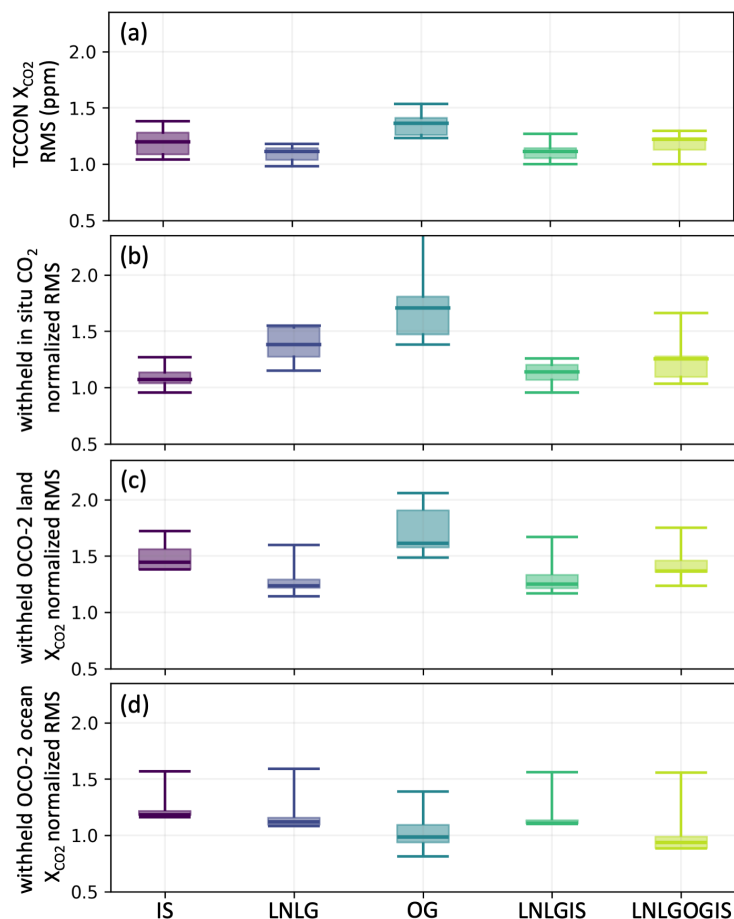 (a)
TCCON XCO2
RMS (ppm)
2.0
1.5
1.0
0.5
(b)
withheld in situ CO2
normalized RMS
2.0
1.5
1.0
0.5
(c)
withheld OCO-2 land
XCO2 normalized RMS
2.0
1.5
1.0
0.5
(d)
withheld OCO-2 ocean
XCO2 normalized RMS
2.0
1.5
1.0
0.5
IS LNLG OG LNLGIS LNLGOGIS